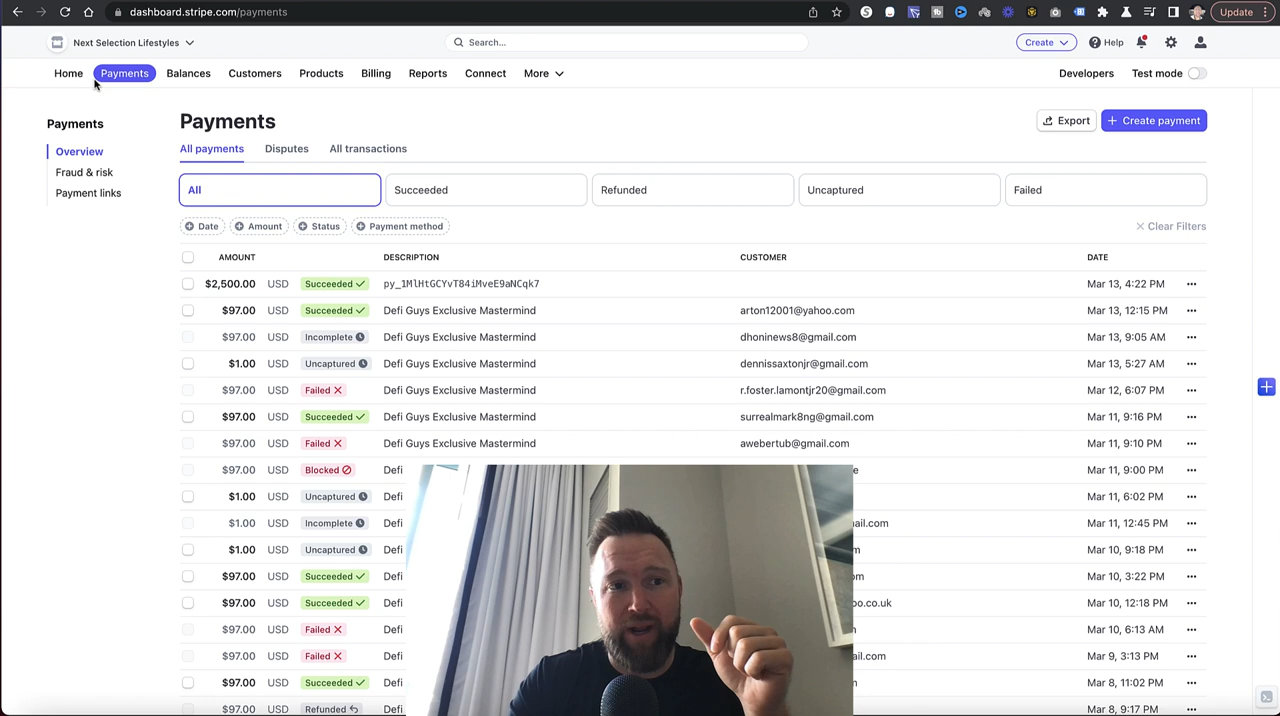 dashboard.stripe.com/payments
Update
Next Selection Lifestyles
Search...
Create
Help
Home Payments Balances Customers Products Billing Reports Connect More
Developers Test mode
Payments
Overview
Fraud & risk
Payment links
Payments
Export
Create payment
All payments Disputes All transactions
All Succeeded Refunded Uncaptured Failed
Date Amount Status Payment method
Clear Filters
AMOUNT DESCRIPTION CUSTOMER DATE
$2,500.00 USD Succeeded py_1MlHtGCYvT84iMveE9aNCqk7 Mar 13, 4:22 PM
$97.00 USD Succeeded Defi Guys Exclusive Mastermind arton12001@yahoo.com Mar 13, 12:15 PM
$97.00 USD Incomplete Defi Guys Exclusive Mastermind dhoninews8@gmail.com Mar 13, 9:05 AM
$1.00 USD Uncaptured Defi Guys Exclusive Mastermind dennissaxtonjr@gmail.com Mar 13, 5:27 AM
$97.00 USD Failed Defi Guys Exclusive Mastermind r.foster.lamontjr20@gmail.com Mar 12, 6:07 PM
$97.00 USD Succeeded Defi Guys Exclusive Mastermind surrealmark8ng@gmail.com Mar 11, 9:16 PM
$97.00 USD Failed Defi Guys Exclusive Mastermind awebertub@gmail.com Mar 11, 9:10 PM
$97.00 USD Blocked Defi e Mar 11, 9:00 PM
$1.00 USD Uncaptured Defi Mar 11, 6:02 PM
$1.00 USD Incomplete Defi ail.com Mar 11, 12:45 PM
$1.00 USD Uncaptured Defi m Mar 10, 9:18 PM
$97.00 USD Succeeded Defi om Mar 10, 3:22 PM
$97.00 USD Succeeded Defi oo.co.uk Mar 10, 12:18 PM
$97.00 USD Failed Defi Mar 10, 6:13 AM
$97.00 USD Failed Defi ail.com Mar 9, 3:13 PM
$97.00 USD Succeeded Defi Mar 8, 11:02 PM
$97.00 USD Refunded Defi Mar 8, 9:17 PM